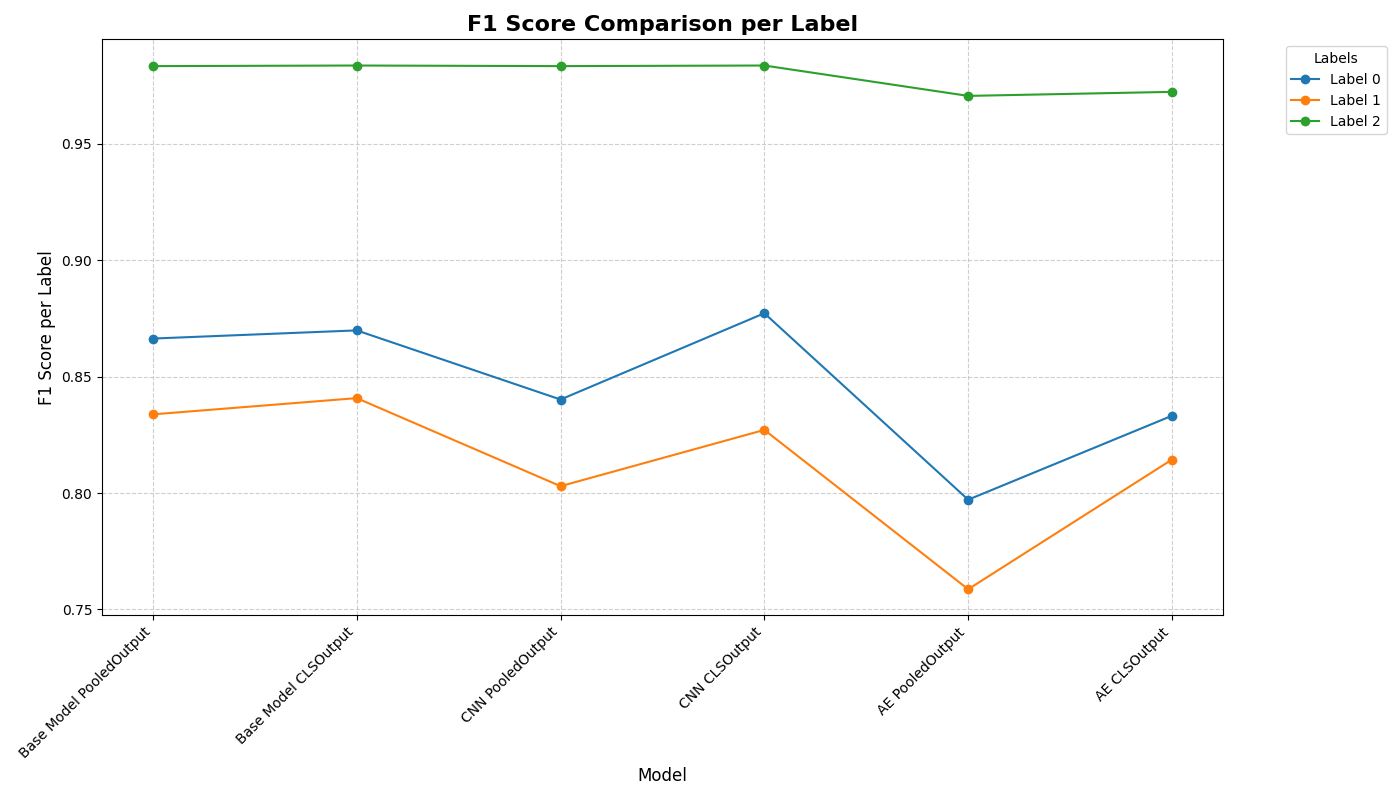 F1 Score Comparison per Label
Labels
Label 0
Label 1
Label 2
F1 Score per Label
0.95
0.90
0.85
0.80
0.75
Base Model PooledOutput
Base Model CLSOutput
CNN PooledOutput
CNN CLSOutput
AE PooledOutput
AE CLSOutput
Model